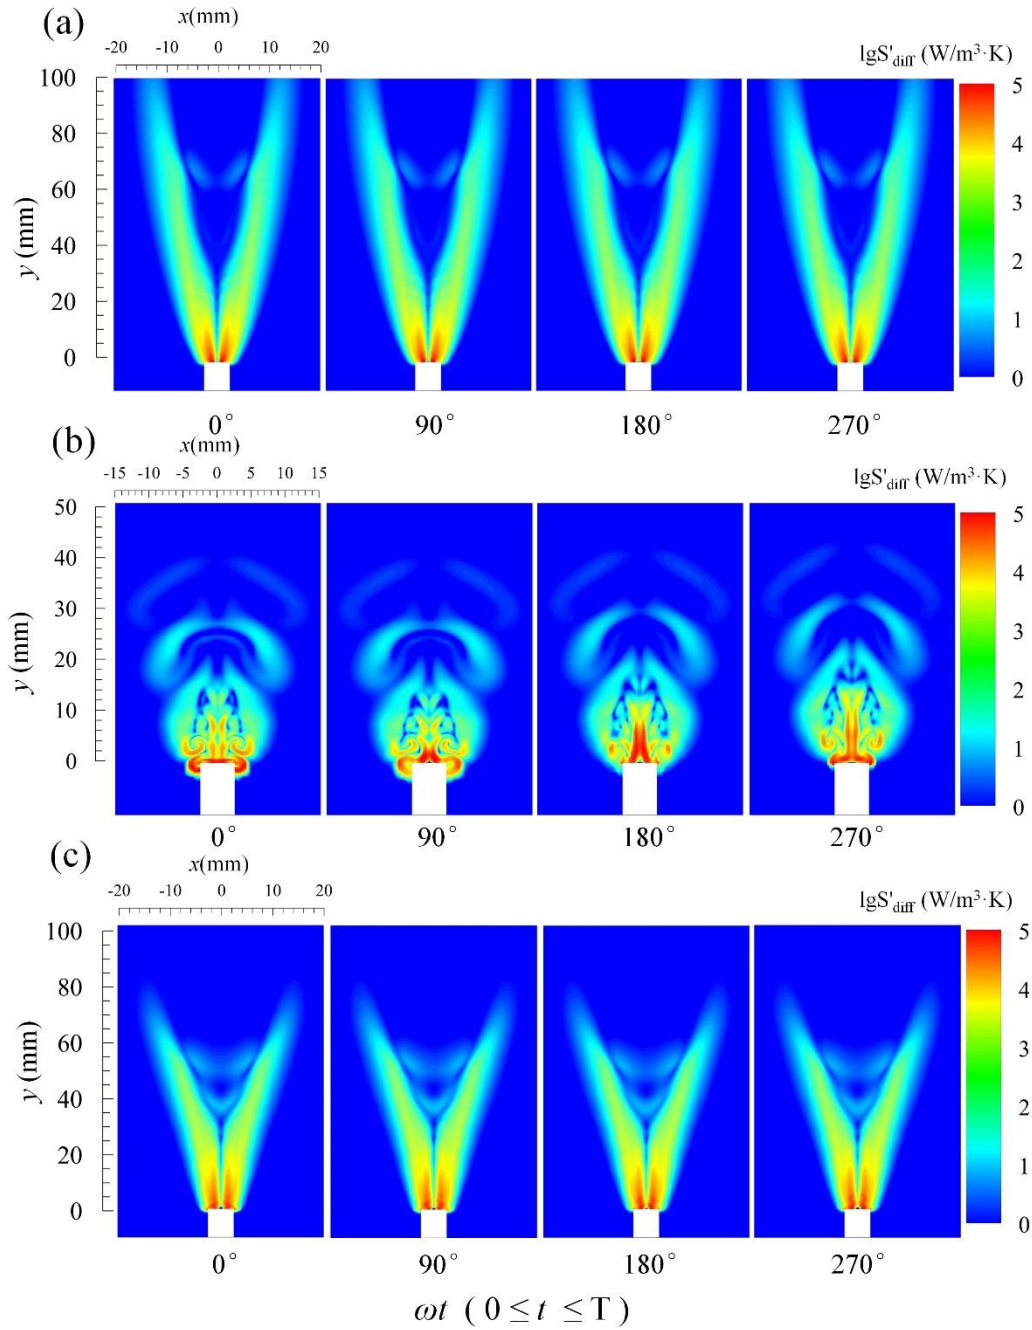 (a)
x(mm)
-20 -10 0 10 20
lgS'diff (W/m³·K)
100
80
60
40
20
0
y (mm)
5
4
3
2
1
0
0° 90° 180° 270°
(b)
x(mm)
-15 -10 -5 0 5 10 15
lgS'diff (W/m³·K)
50
40
30
20
10
0
y (mm)
5
4
3
2
1
0
0° 90° 180° 270°
(c)
x(mm)
-20 -10 0 10 20
lgS'diff (W/m³·K)
100
80
60
40
20
0
y (mm)
5
4
3
2
1
0
0° 90° 180° 270°
ωt ( 0 ≤ t ≤ T )